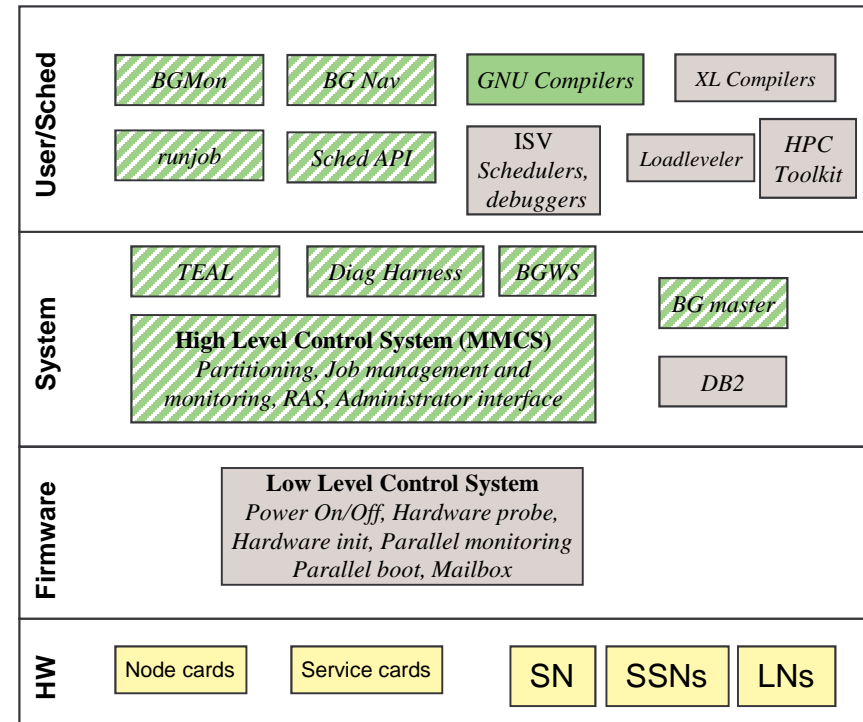 User/Sched
BGMon
BG Nav
GNU Compilers
XL Compilers
runjob
Sched API
ISV
Schedulers,
debuggers
Loadleveler
HPC
Toolkit
System
TEAL
Diag Harness
BGWS
BG master
High Level Control System (MMCS)
Partitioning, Job management and
monitoring, RAS, Administrator interface
DB2
Firmware
Low Level Control System
Power On/Off, Hardware probe,
Hardware init, Parallel monitoring
Parallel boot, Mailbox
HW
Node cards
Service cards
SN
SSNs
LNs